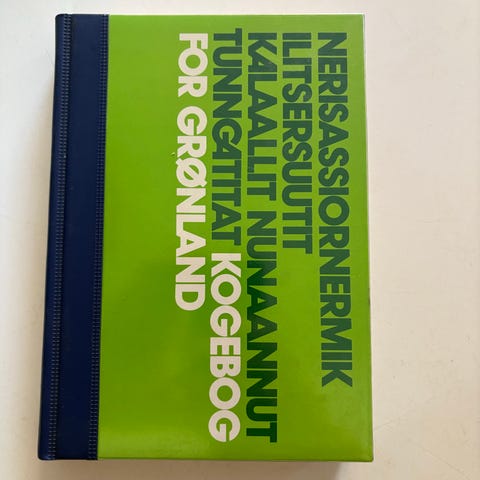 NERISASSIORNERMIK
ILITSERSUUTIT
KALAALLIT NUNAANNUT
TUNNGATITAT KOGEBOG
FOR GRØNLAND